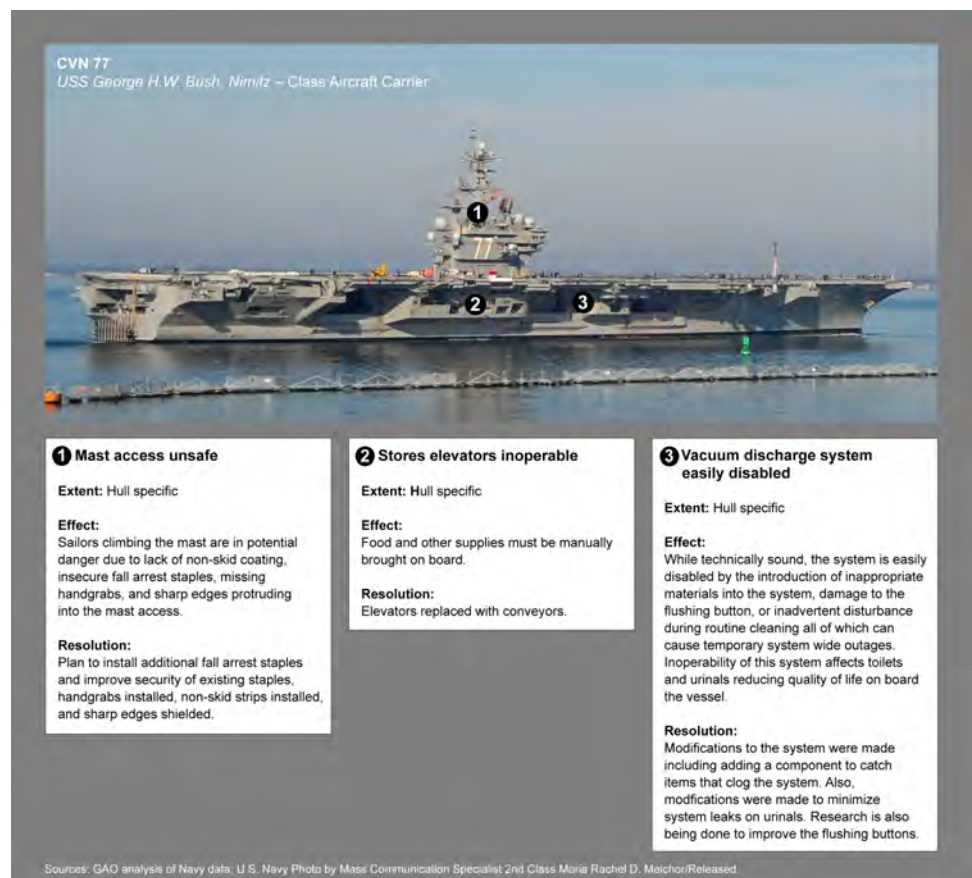 CVN 77
USS George H.W. Bush, Nimitz – Class Aircraft Carrier
1
77
2
3
1 Mast access unsafe
Extent: Hull specific
Effect:
Sailors climbing the mast are in potential
danger due to lack of non-skid coating,
insecure fall arrest staples, missing
handgrabs, and sharp edges protruding
into the mast access.
Resolution:
Plan to install additional fall arrest staples
and improve security of existing staples,
handgrabs installed, non-skid strips installed,
and sharp edges shielded.
2 Stores elevators inoperable
Extent: Hull specific
Effect:
Food and other supplies must be manually
brought on board.
Resolution:
Elevators replaced with conveyors.
3 Vacuum discharge system
easily disabled
Extent: Hull specific
Effect:
While technically sound, the system is easily
disabled by the introduction of inappropriate
materials into the system, damage to the
flushing button, or inadvertent disturbance
during routine cleaning all of which can
cause temporary system wide outages.
Inoperability of this system affects toilets
and urinals reducing quality of life on board
the vessel.
Resolution:
Modifications to the system were made
including adding a component to catch
items that clog the system. Also,
modfications were made to minimize
system leaks on urinals. Research is also
being done to improve the flushing buttons.
Sources: GAO analysis of Navy data: U.S. Navy Photo by Mass Communication Specialist 2nd Class Maria Rachel D. Melchor/Released